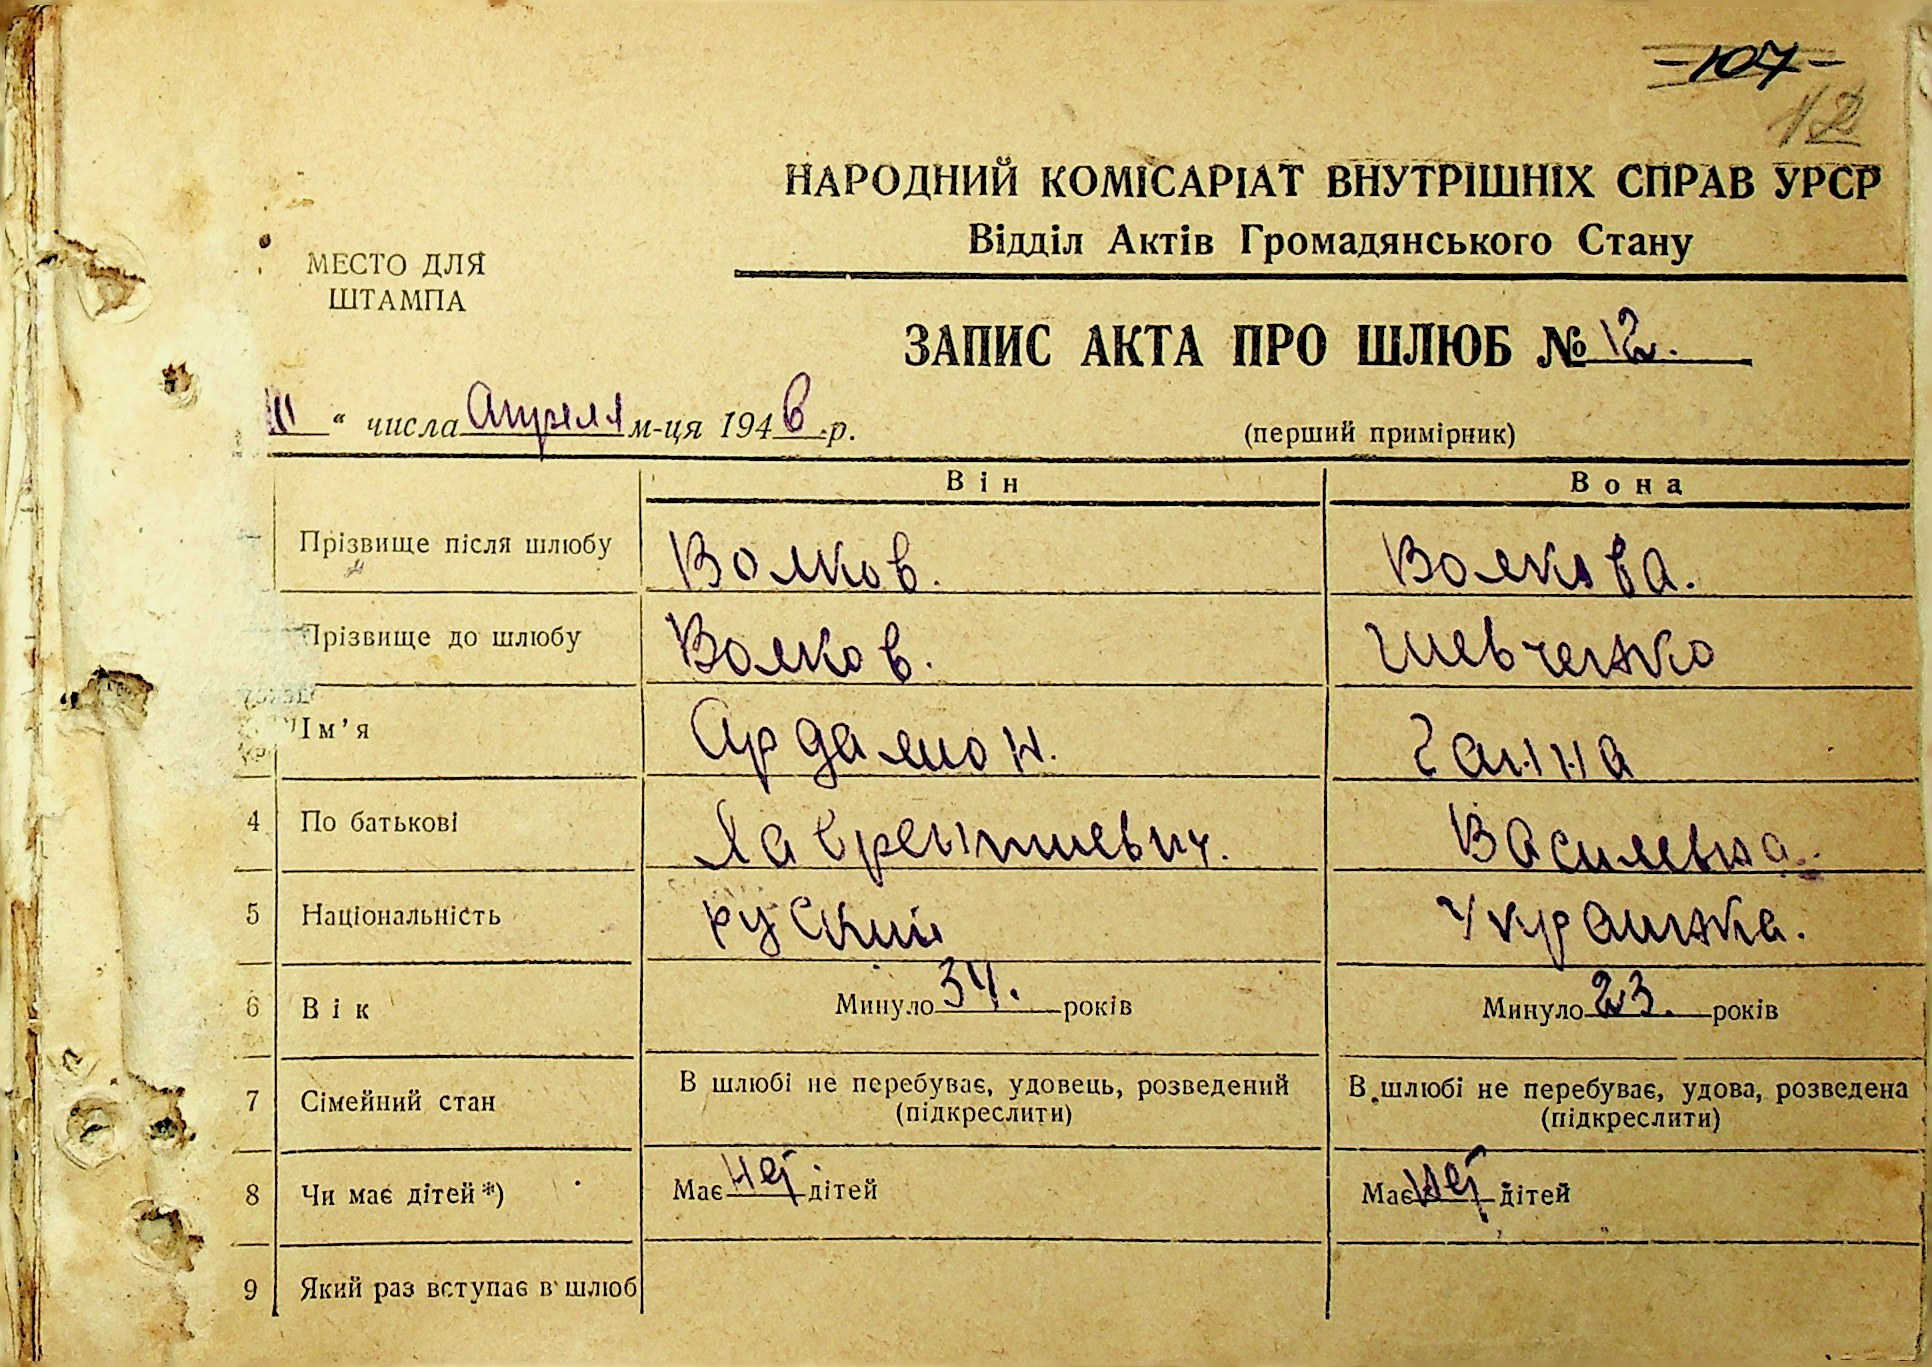 -107-
12
НАРОДНИЙ КОМІСАРІАТ ВНУТРІШНІХ СПРАВ УРСР
Відділ Актів Громадянського Стану
МЕСТО ДЛЯ
ШТАМПА
ЗАПИС АКТА ПРО ШЛЮБ № 12.
" числа Апреля м-ця 1946 р.
(перший примірник)
Він Вона
Прізвище після шлюбу Волков. Волкова.
Прізвище до шлюбу Волков. Шевченко
Ім'я Ардамон. Ганна
4 По батькові Лаврентиевич. Василевна.
5 Національність руский Украинка.
6 Вік Минуло 34. років Минуло 23. років
7 Сімейний стан В шлюбі не перебуває, удовець, розведений (підкреслити) В шлюбі не перебуває, удова, розведена (підкреслити)
8 Чи має дітей*) Має нет дітей Має нет дітей
9 Який раз вступає в шлюб